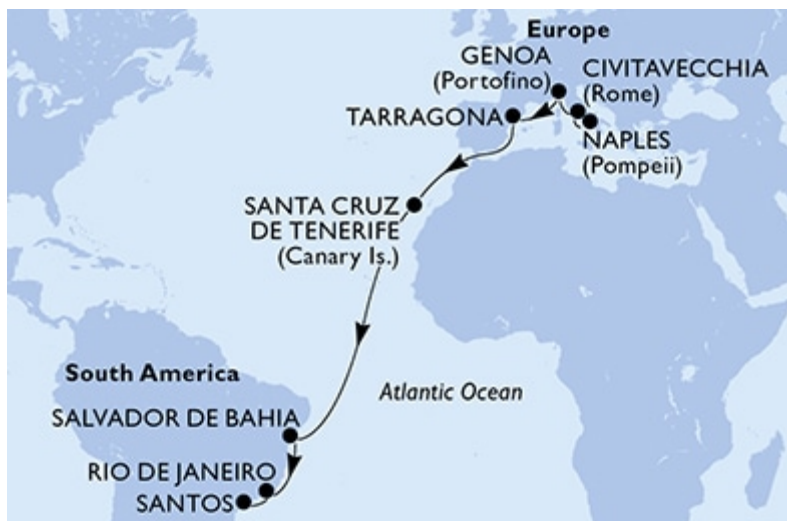 Europe
GENOA
(Portofino)
CIVITAVECCHIA
(Rome)
TARRAGONA
NAPLES
(Pompeii)
SANTA CRUZ
DE TENERIFE
(Canary Is.)
South America
Atlantic Ocean
SALVADOR DE BAHIA
RIO DE JANEIRO
SANTOS